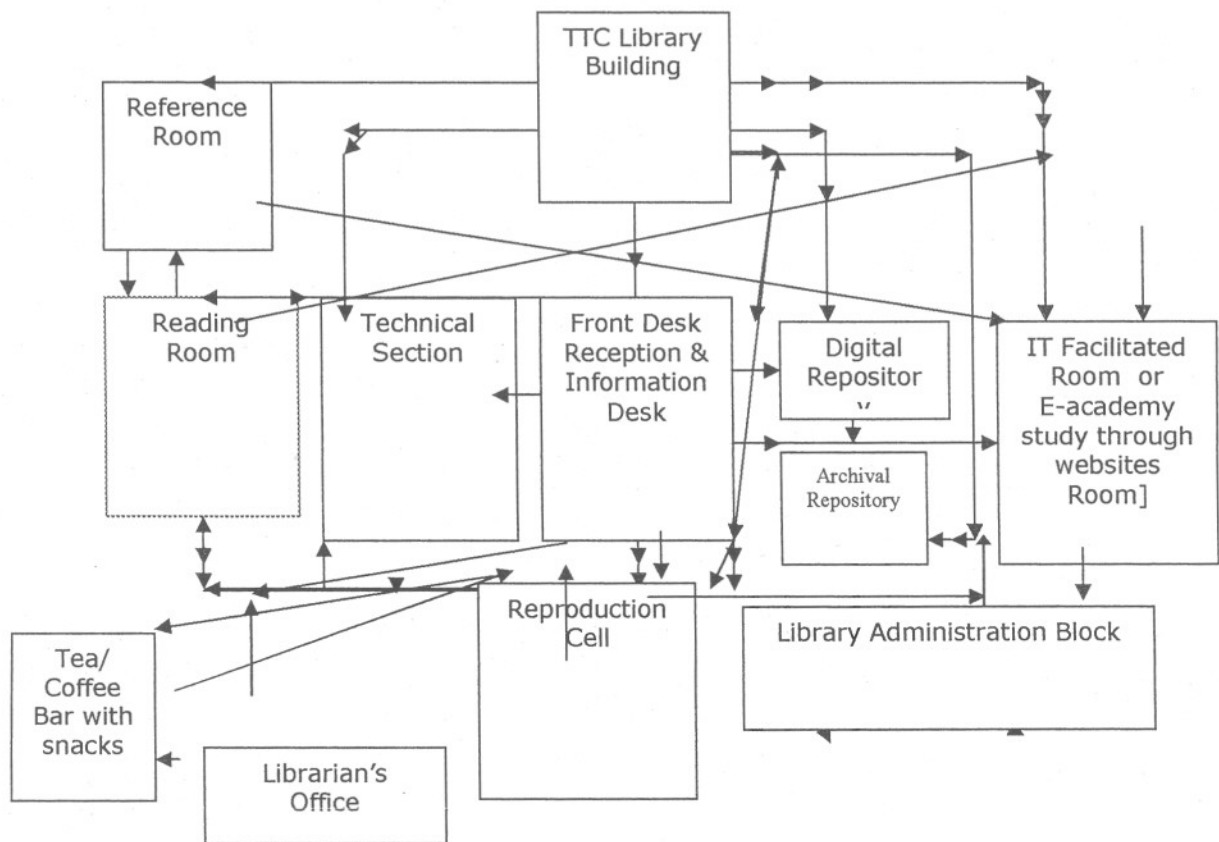 TTC Library
Building
Reference
Room
Reading
Room
Technical
Section
Front Desk
Reception &
Information
Desk
Digital
Repositor
y
IT Facilitated
Room or
E-academy
study through
websites
Room]
Archival
Repository
Reproduction
Cell
Library Administration Block
Tea/
Coffee
Bar with
snacks
Librarian's
Office